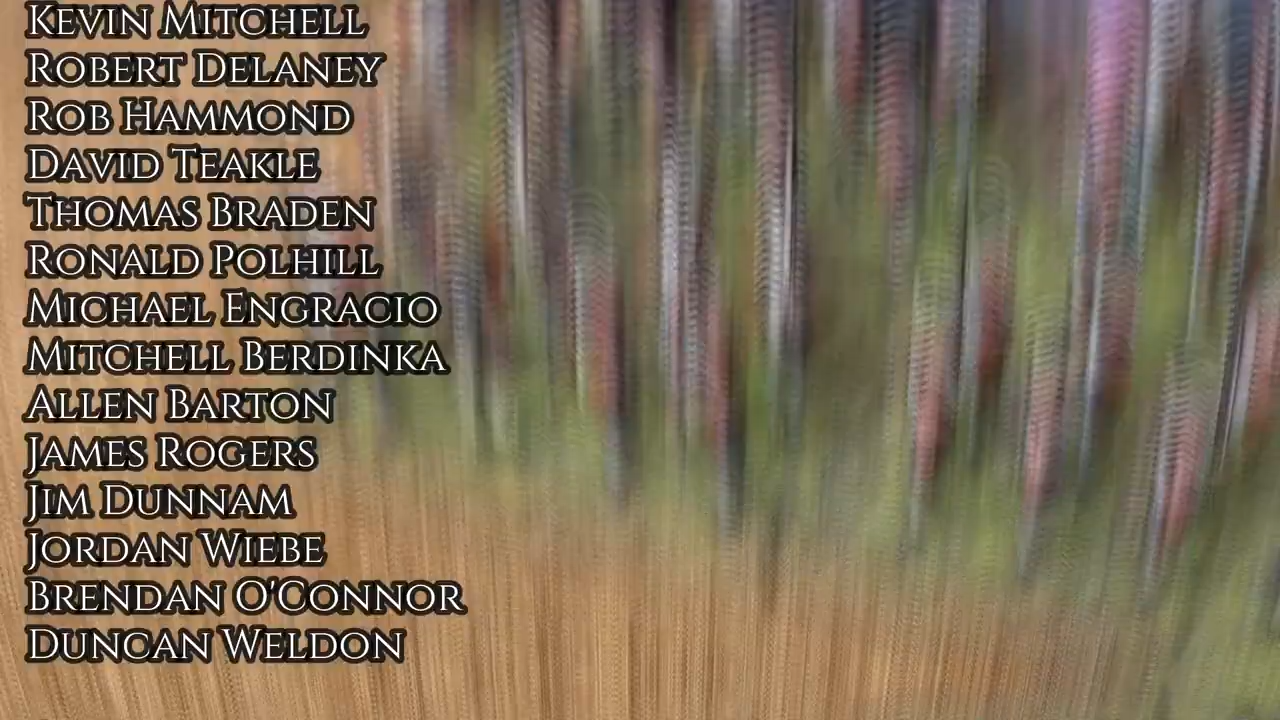 Kevin Mitchell
Robert Delaney
Rob Hammond
David Teakle
Thomas Braden
Ronald Polhill
Michael Engracio
Mitchell Berdinka
Allen Barton
James Rogers
Jim Dunnam
Jordan Wiebe
Brendan O'Connor
Duncan Weldon